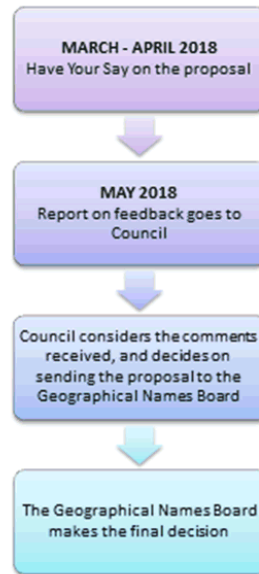 MARCH - APRIL 2018
Have Your Say on the proposal
MAY 2018
Report on feedback goes to
Council
Council considers the comments
received, and decides on
sending the proposal to the
Geographical Names Board
The Geographical Names Board
makes the final decision